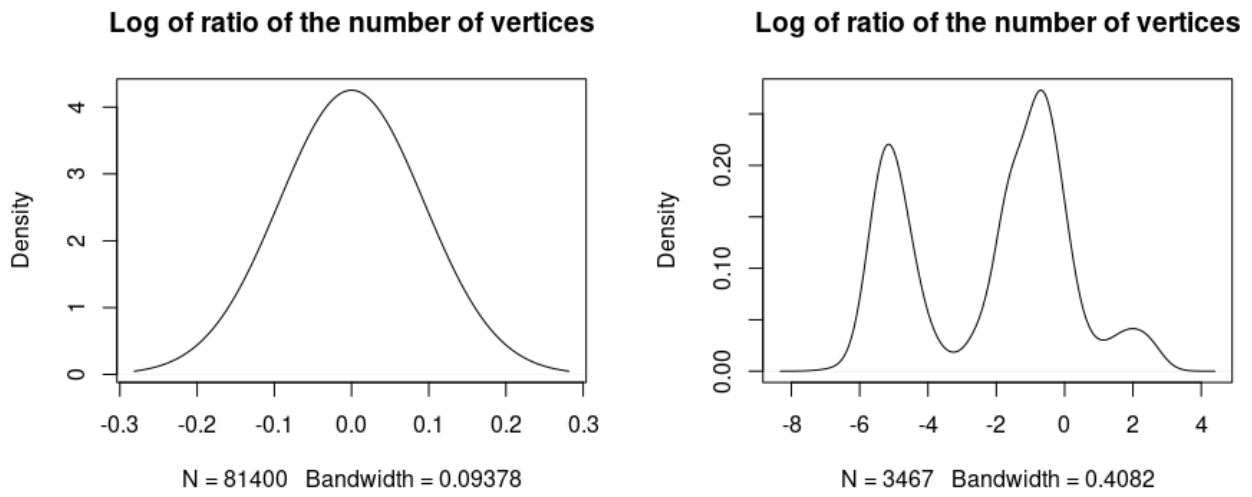 Log of ratio of the number of vertices
Density
4
3
2
1
0
-0.3 -0.2 -0.1 0.0 0.1 0.2 0.3
N = 81400 Bandwidth = 0.09378
Log of ratio of the number of vertices
Density
0.20
0.10
0.00
-8 -6 -4 -2 0 2 4
N = 3467 Bandwidth = 0.4082